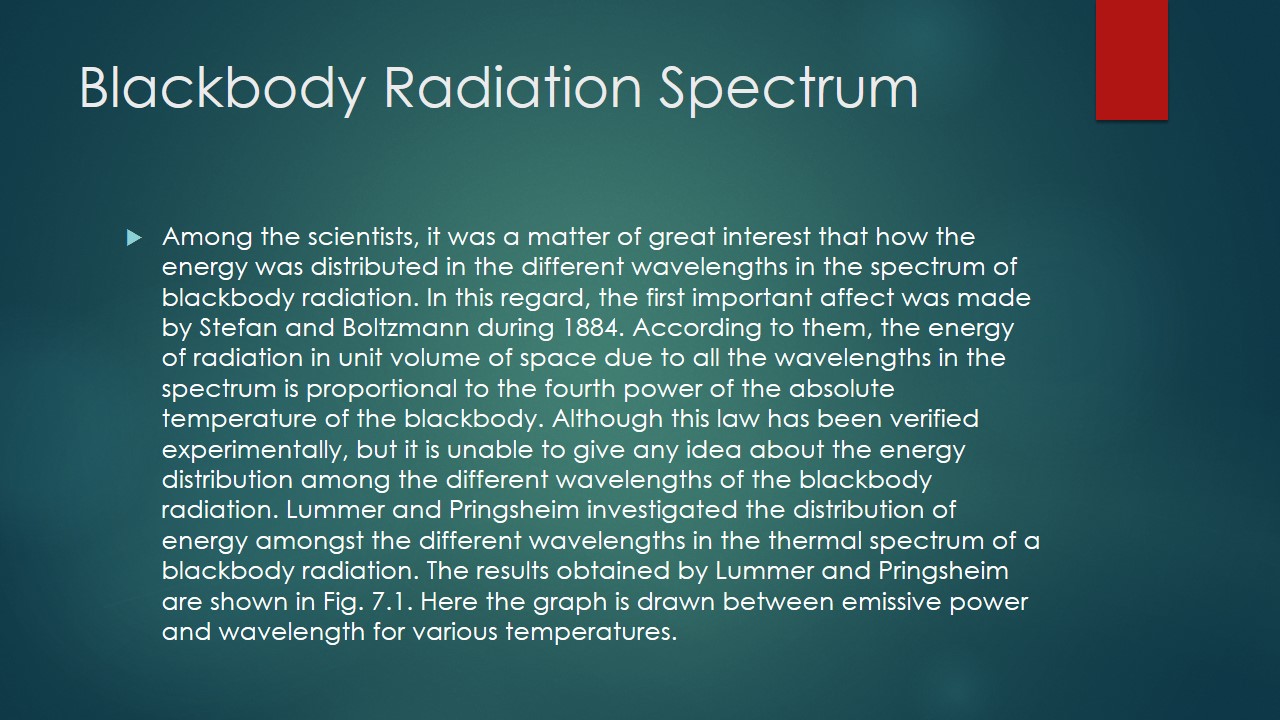 Blackbody Radiation Spectrum
Among the scientists, it was a matter of great interest that how the
energy was distributed in the different wavelengths in the spectrum of
blackbody radiation. In this regard, the first important affect was made
by Stefan and Boltzmann during 1884. According to them, the energy
of radiation in unit volume of space due to all the wavelengths in the
spectrum is proportional to the fourth power of the absolute
temperature of the blackbody. Although this law has been verified
experimentally, but it is unable to give any idea about the energy
distribution among the different wavelengths of the blackbody
radiation. Lummer and Pringsheim investigated the distribution of
energy amongst the different wavelengths in the thermal spectrum of a
blackbody radiation. The results obtained by Lummer and Pringsheim
are shown in Fig. 7.1. Here the graph is drawn between emissive power
and wavelength for various temperatures.